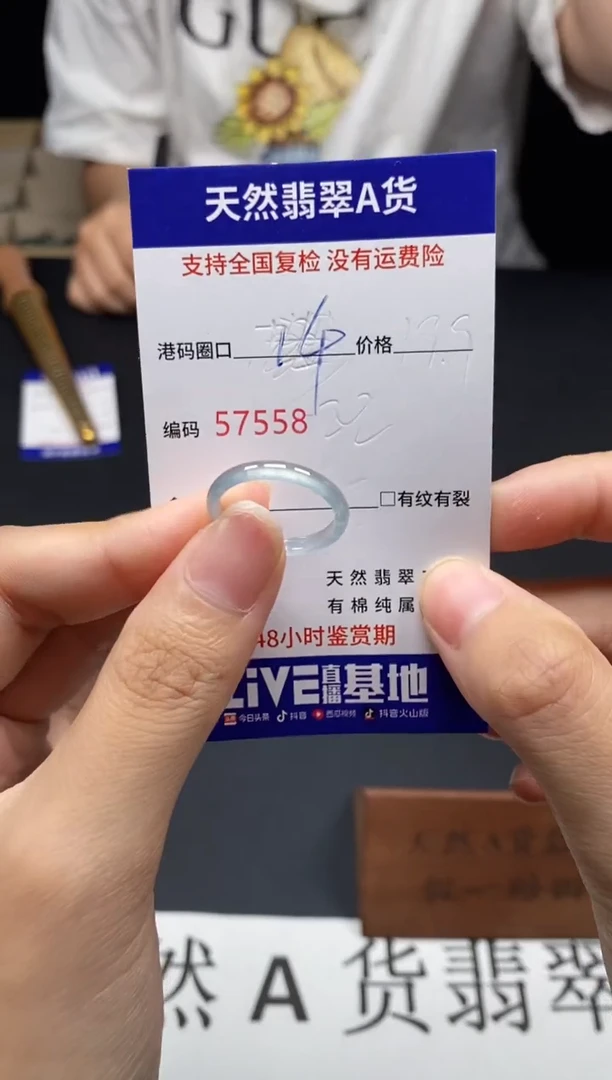 天然翡翠A货
支持全国复检 没有运费险
港码圈口 14 价格
编码 57558
□有纹有裂
天然翡翠
有棉纯属
48小时鉴赏期
LIVE直播基地
今日头条 抖音 西瓜视频 抖音火山版
然 A 货翡翠